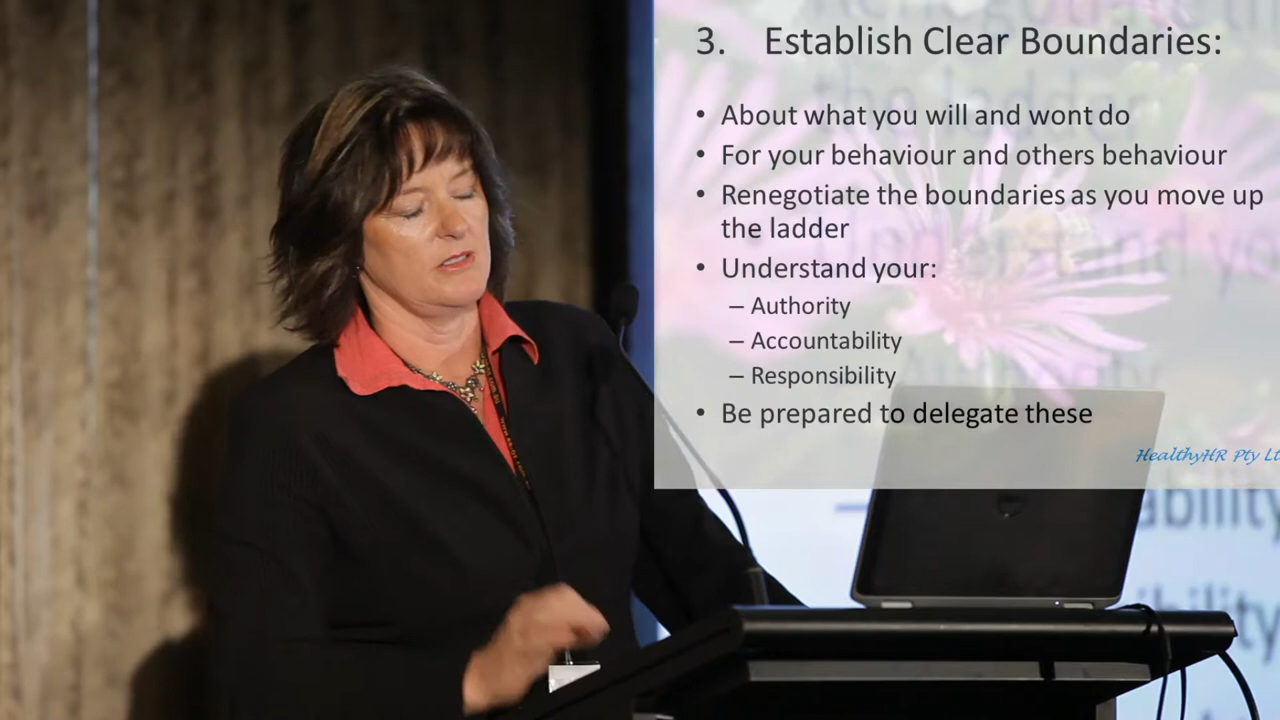 3. Establish Clear Boundaries:
• About what you will and wont do
• For your behaviour and others behaviour
• Renegotiate the boundaries as you move up
the ladder
• Understand your:
– Authority
– Accountability
– Responsibility
• Be prepared to delegate these
HealthyHR Pty